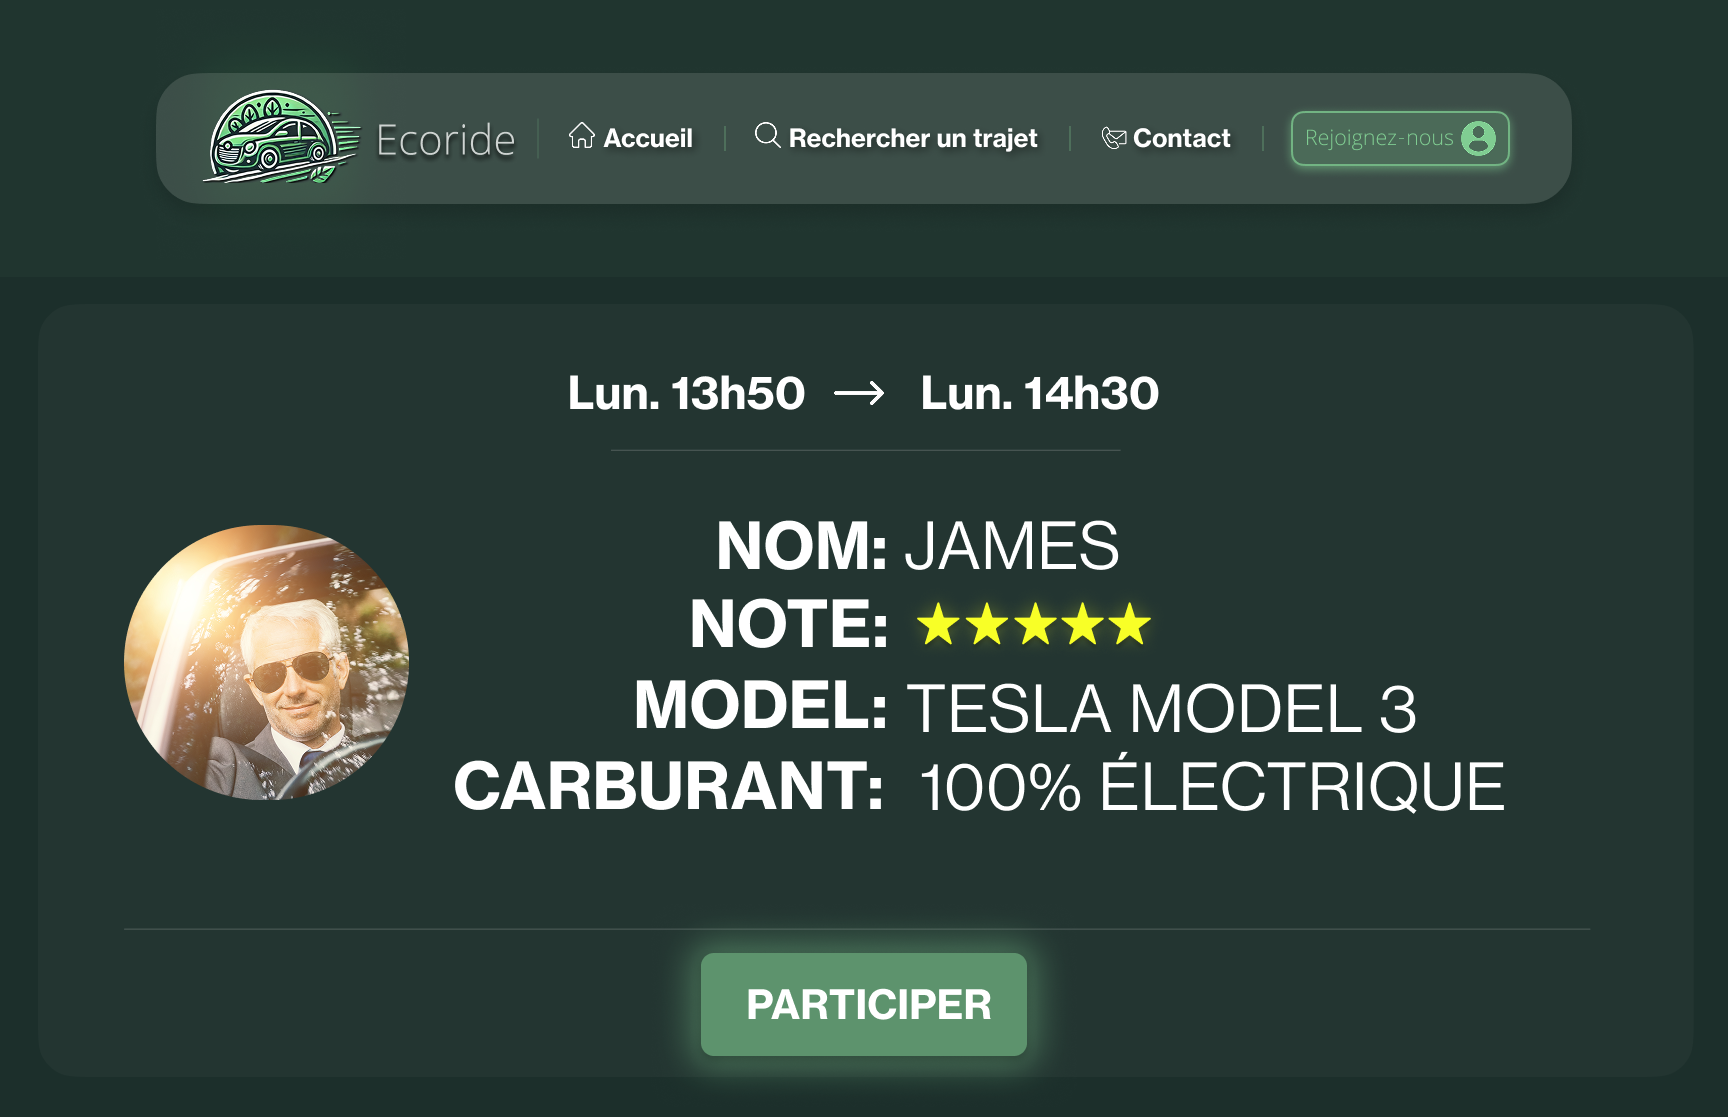 Ecoride Accueil Rechercher un trajet Contact Rejoignez-nous
Lun. 13h50 → Lun. 14h30
NOM: JAMES
NOTE: ★★★★★
MODEL: TESLA MODEL 3
CARBURANT: 100% ÉLECTRIQUE
PARTICIPER